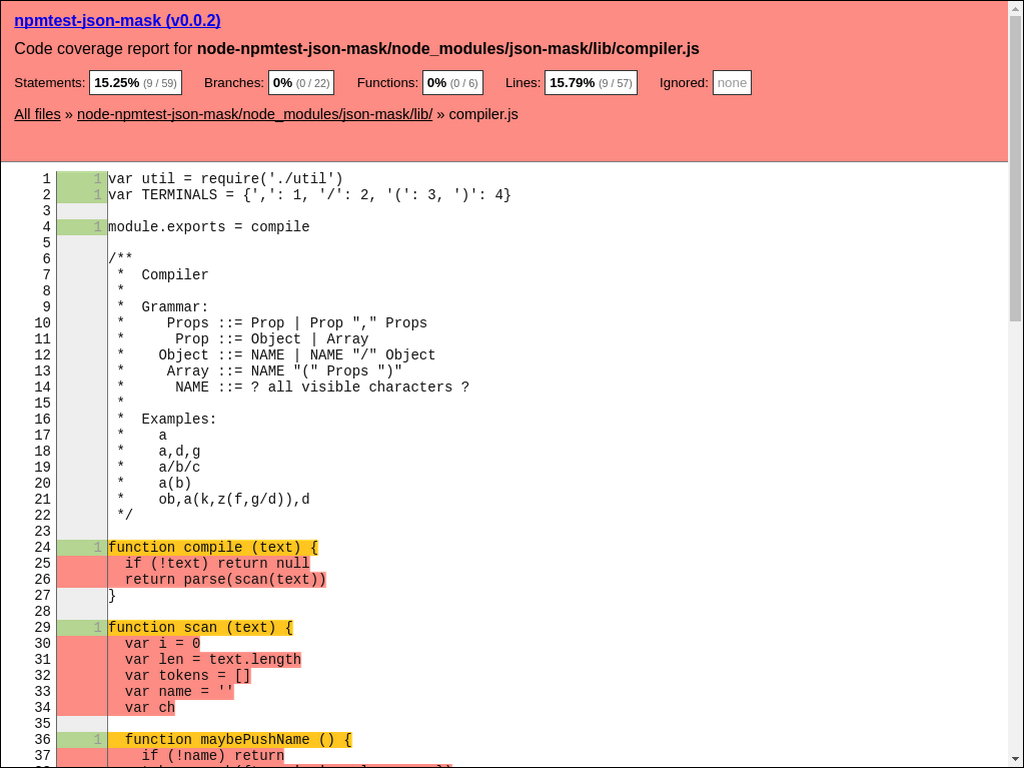 npmtest-json-mask (v0.0.2)
Code coverage report for node-npmtest-json-mask/node_modules/json-mask/lib/compiler.js
Statements: 15.25% (9 / 59) Branches: 0% (0 / 22) Functions: 0% (0 / 6) Lines: 15.79% (9 / 57) Ignored: none
All files » node-npmtest-json-mask/node_modules/json-mask/lib/ » compiler.js
1 1 var util = require('./util')
2 1 var TERMINALS = {',': 1, '/': 2, '(': 3, ')': 4}
3
4 1 module.exports = compile
5
6 /**
7  *  Compiler
8  *
9  *  Grammar:
10  *     Props ::= Prop | Prop "," Props
11  *      Prop ::= Object | Array
12  *    Object ::= NAME | NAME "/" Object
13  *     Array ::= NAME "(" Props ")"
14  *      NAME ::= ? all visible characters ?
15  *
16  *  Examples:
17  *    a
18  *    a,d,g
19  *    a/b/c
20  *    a(b)
21  *    ob,a(k,z(f,g/d)),d
22  */
23
24 1 function compile (text) {
25   if (!text) return null
26   return parse(scan(text))
27 }
28
29 1 function scan (text) {
30   var i = 0
31   var len = text.length
32   var tokens = []
33   var name = ''
34   var ch
35
36 1   function maybePushName () {
37     if (!name) return